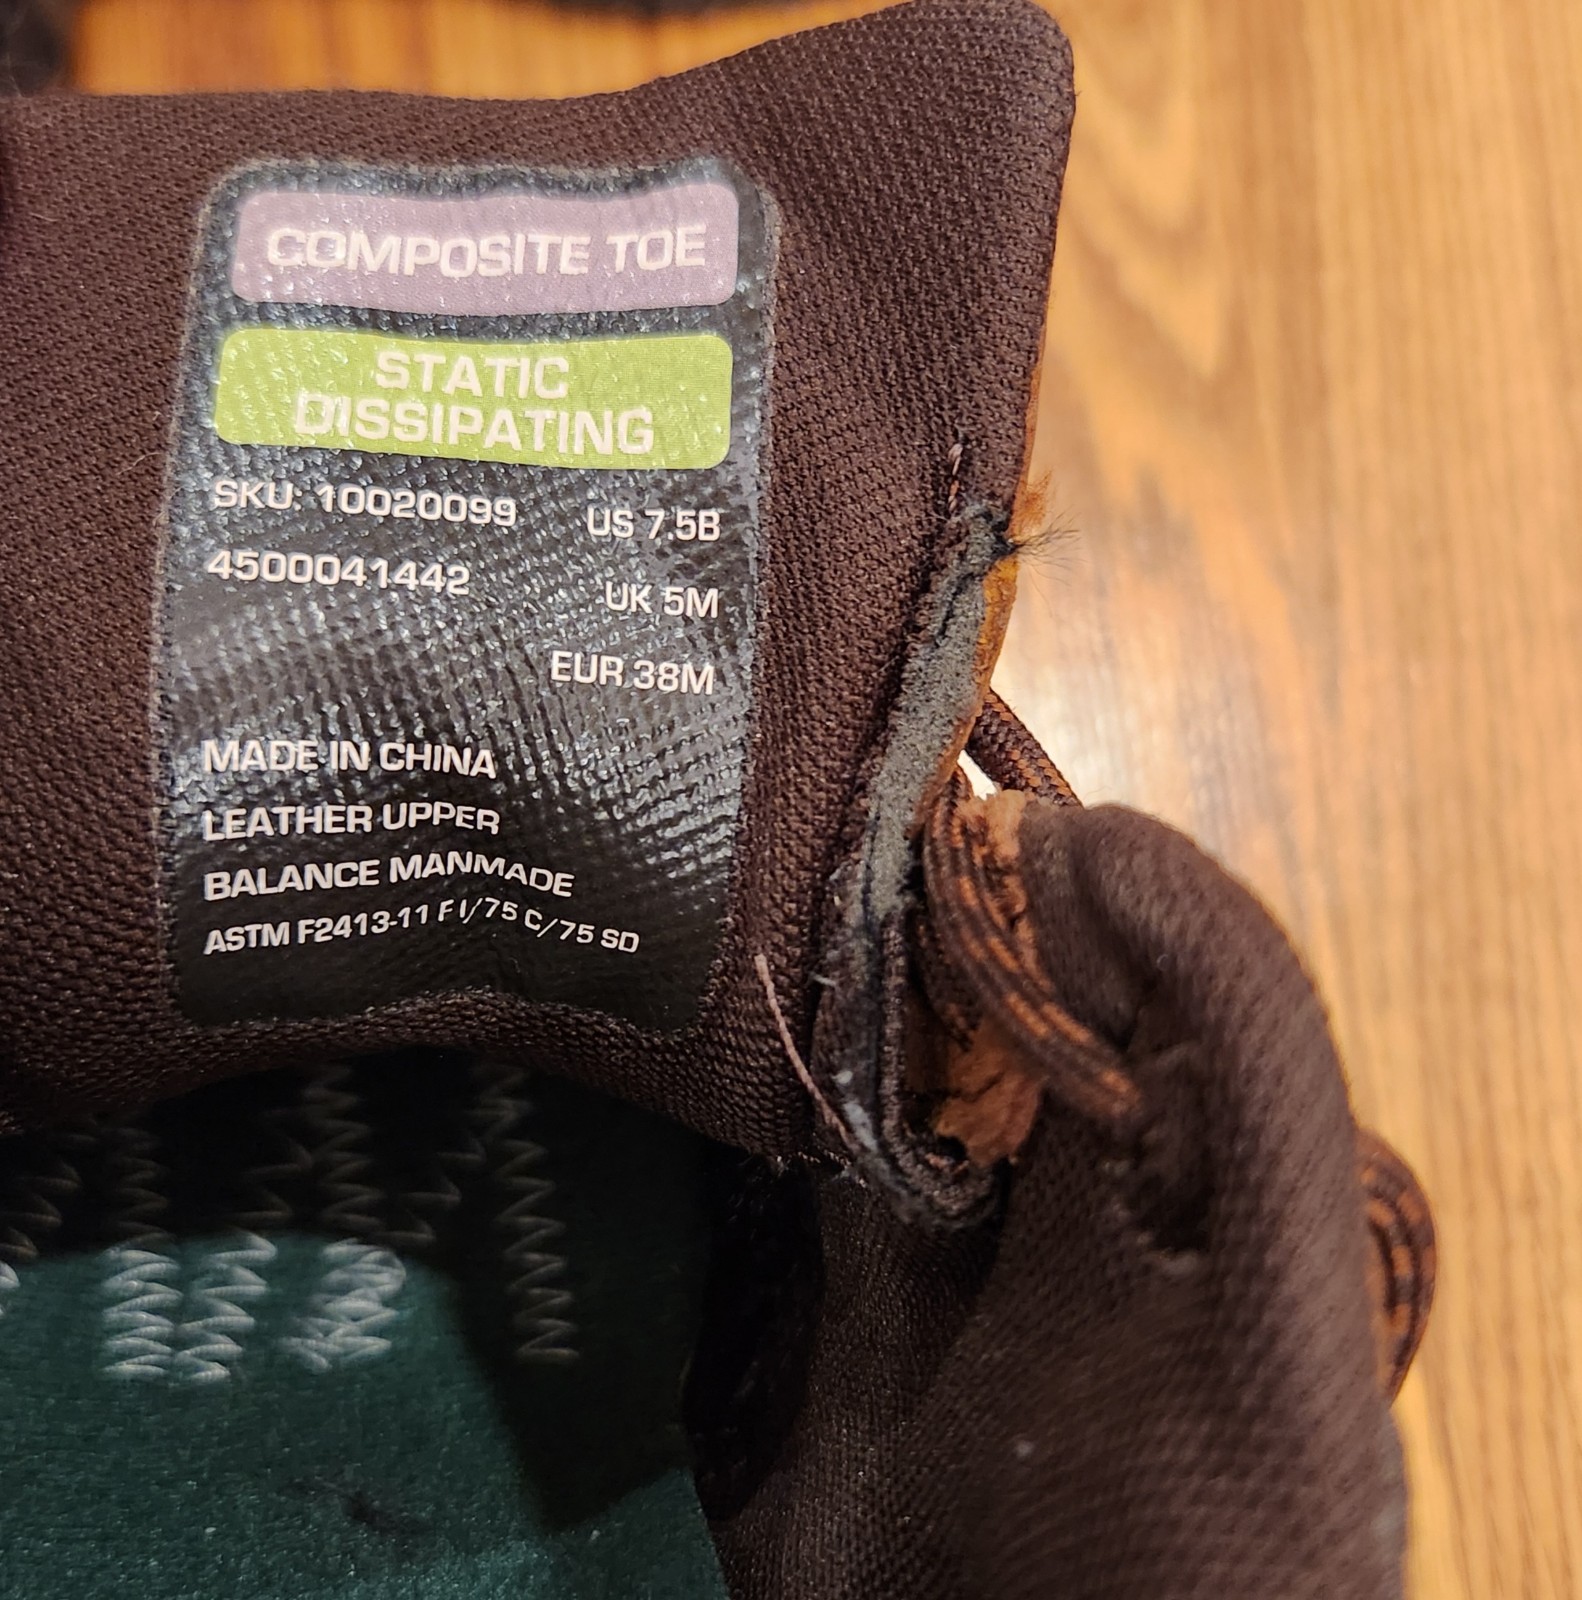 COMPOSITE TOE
STATIC
DISSIPATING
SKU: 10020099 US 7.5B
4500041442 UK 5M
EUR 38M
MADE IN CHINA
LEATHER UPPER
BALANCE MANMADE
ASTM F2413-11 F I/75 C/75 SD